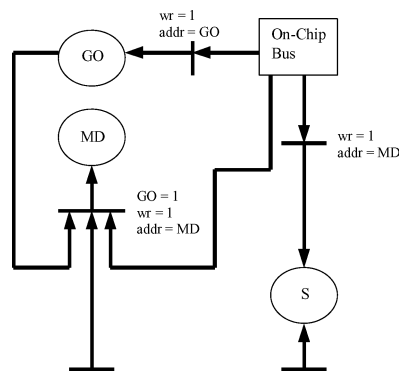 wr = 1
addr = GO
On-Chip
Bus
GO
MD
wr = 1
addr = MD
GO = 1
wr = 1
addr = MD
S